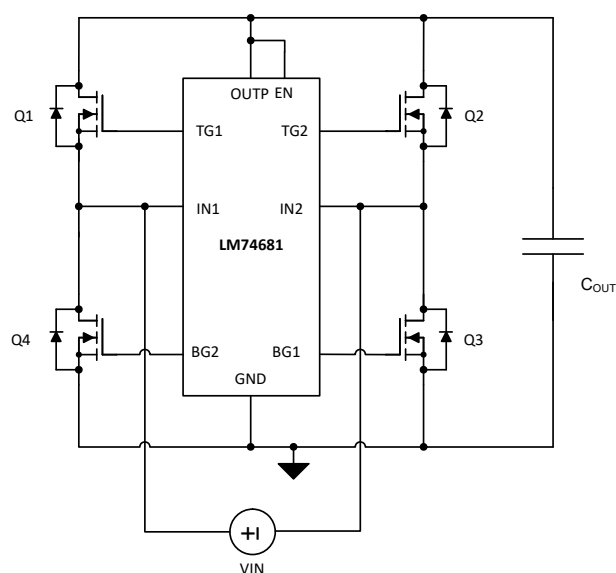 OUTP EN
Q1
TG1
TG2
Q2
IN1
IN2
LM74681
COUT
Q4
BG2
BG1
Q3
GND
VIN